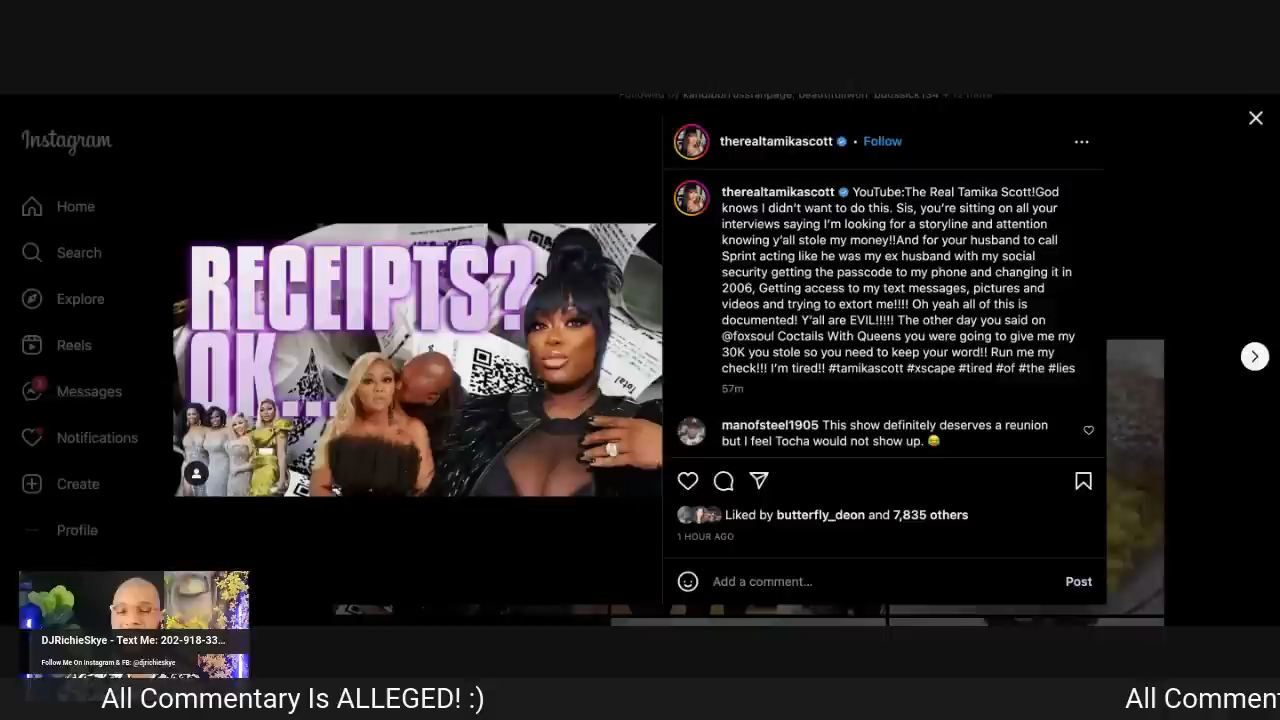 Followed by kandiburrussfanpage, beautifullwon_budssick134 + 12 more
Instagram
Home
Search
Explore
Reels
Messages
Notifications
Create
Profile
RECEIPTS?
OK...
therealtamikascott • Follow
therealtamikascott YouTube:The Real Tamika Scott!God
knows I didn't want to do this. Sis, you're sitting on all your
interviews saying I'm looking for a storyline and attention
knowing y'all stole my money!!And for your husband to call
Sprint acting like he was my ex husband with my social
security getting the passcode to my phone and changing it in
2006, Getting access to my text messages, pictures and
videos and trying to extort me!!!! Oh yeah all of this is
documented! Y'all are EVIL!!!!! The other day you said on
@foxsoul Coctails With Queens you were going to give me my
30K you stole so you need to keep your word!! Run me my
check!!! I'm tired!! #tamikascott #xscape #tired #of #the #lies
57m
manofsteel1905 This show definitely deserves a reunion
but I feel Tocha would not show up. 😂
Liked by butterfly_deon and 7,835 others
1 HOUR AGO
Add a comment...
Post
DJRichieSkye - Text Me: 202-918-33...
Follow Me On Instagram & FB: @djrichieskye
All Commentary Is ALLEGED! :)
All Commen